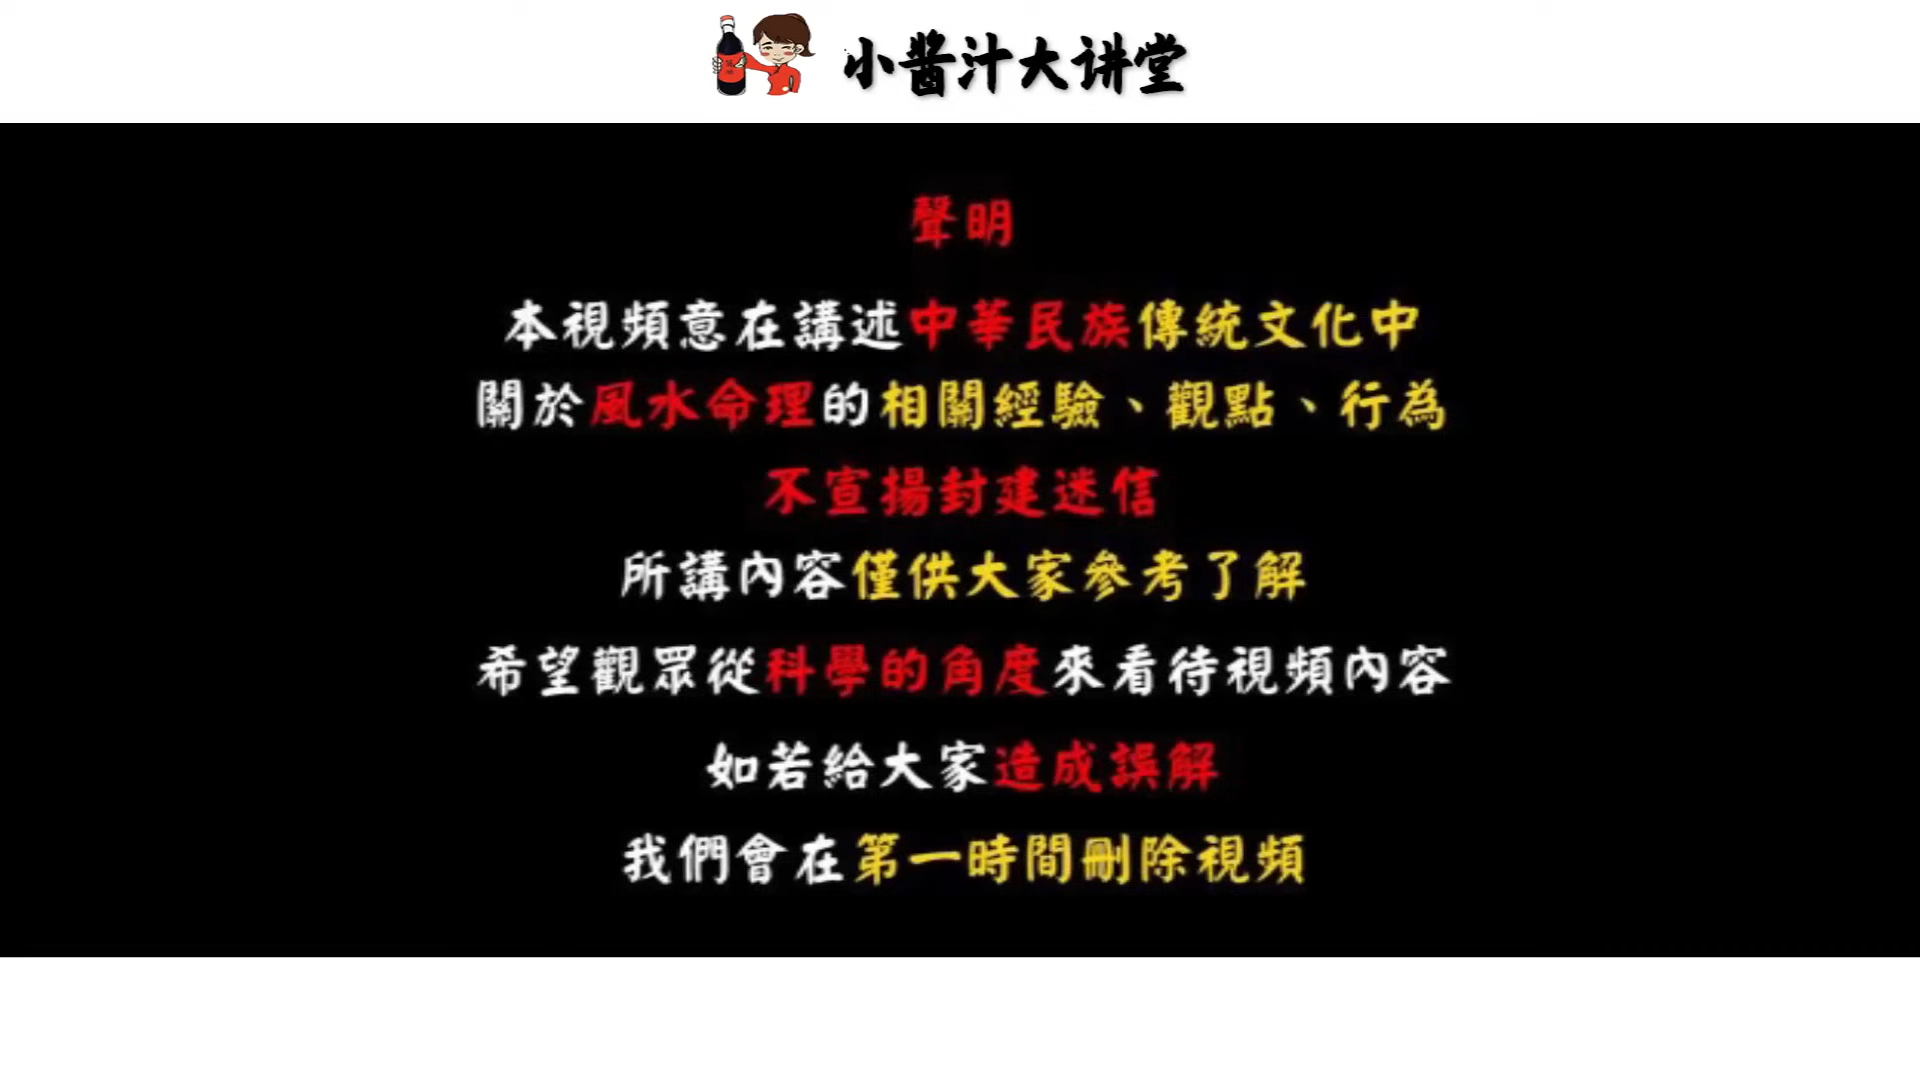 小酱汁大讲堂
聲明
本視頻意在講述中華民族傳統文化中
關於風水命理的相關經驗、觀點、行為
不宣揚封建迷信
所講內容僅供大家參考了解
希望觀眾從科學的角度來看待視頻內容
如若給大家造成誤解
我們會在第一時間刪除視頻